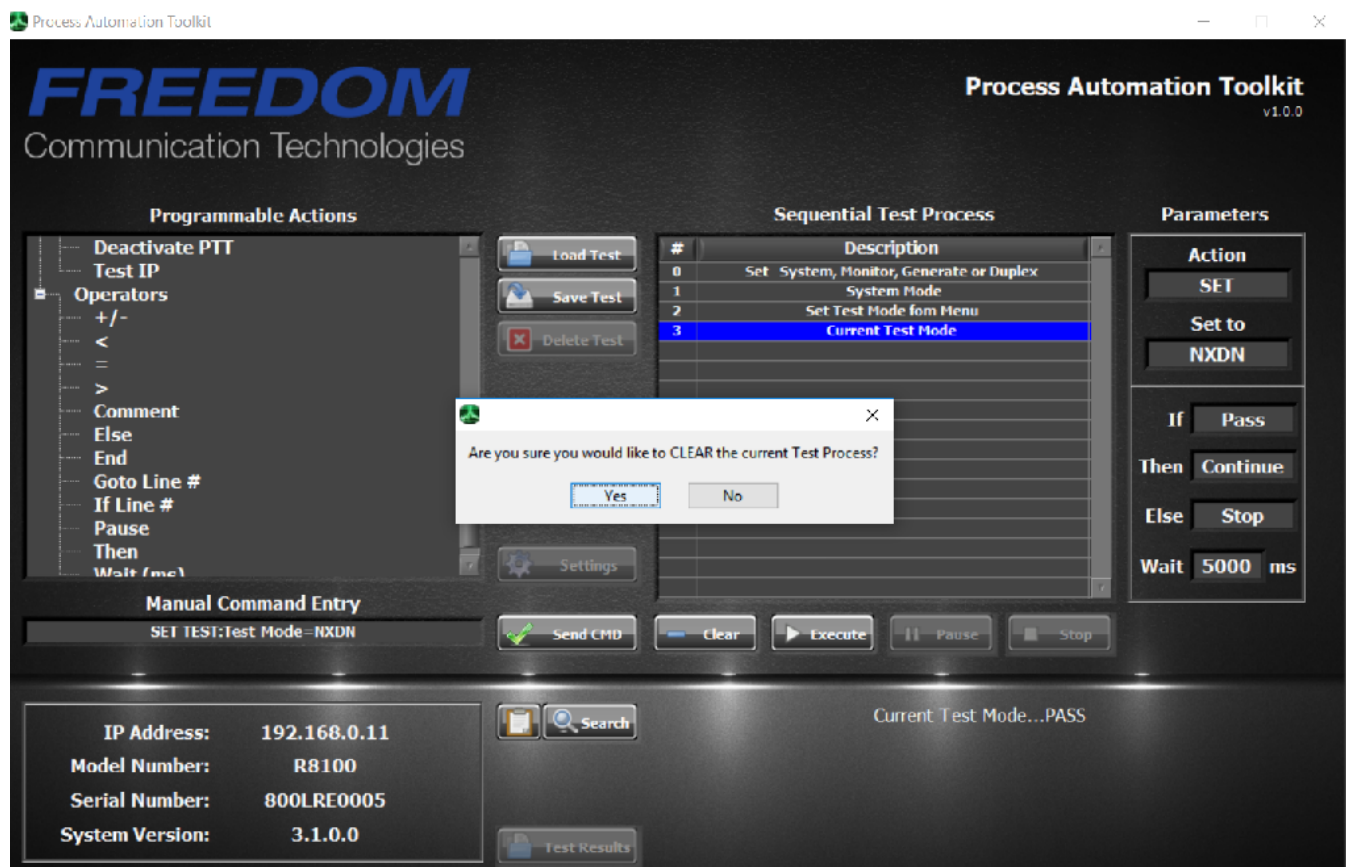 Process Automation Toolkit
FREEDOM
Communication Technologies
Process Automation Toolkit
v1.0.0
Programmable Actions
Deactivate PTT
Test IP
Operators
+/-
<
=
>
Comment
Else
End
Goto Line #
If Line #
Pause
Then
Wait (ms)
Manual Command Entry
SET TEST:Test Mode=NXDN
Load Test
Save Test
Delete Test
Settings
Send CMD
Sequential Test Process
# Description
0 Set System, Monitor, Generate or Duplex
1 System Mode
2 Set Test Mode fom Menu
3 Current Test Mode
Are you sure you would like to CLEAR the current Test Process?
Yes No
Clear Execute Pause Stop
Parameters
Action
SET
Set to
NXDN
If Pass
Then Continue
Else Stop
Wait 5000 ms
IP Address: 192.168.0.11
Model Number: R8100
Serial Number: 800LRE0005
System Version: 3.1.0.0
Search
Test Results
Current Test Mode...PASS